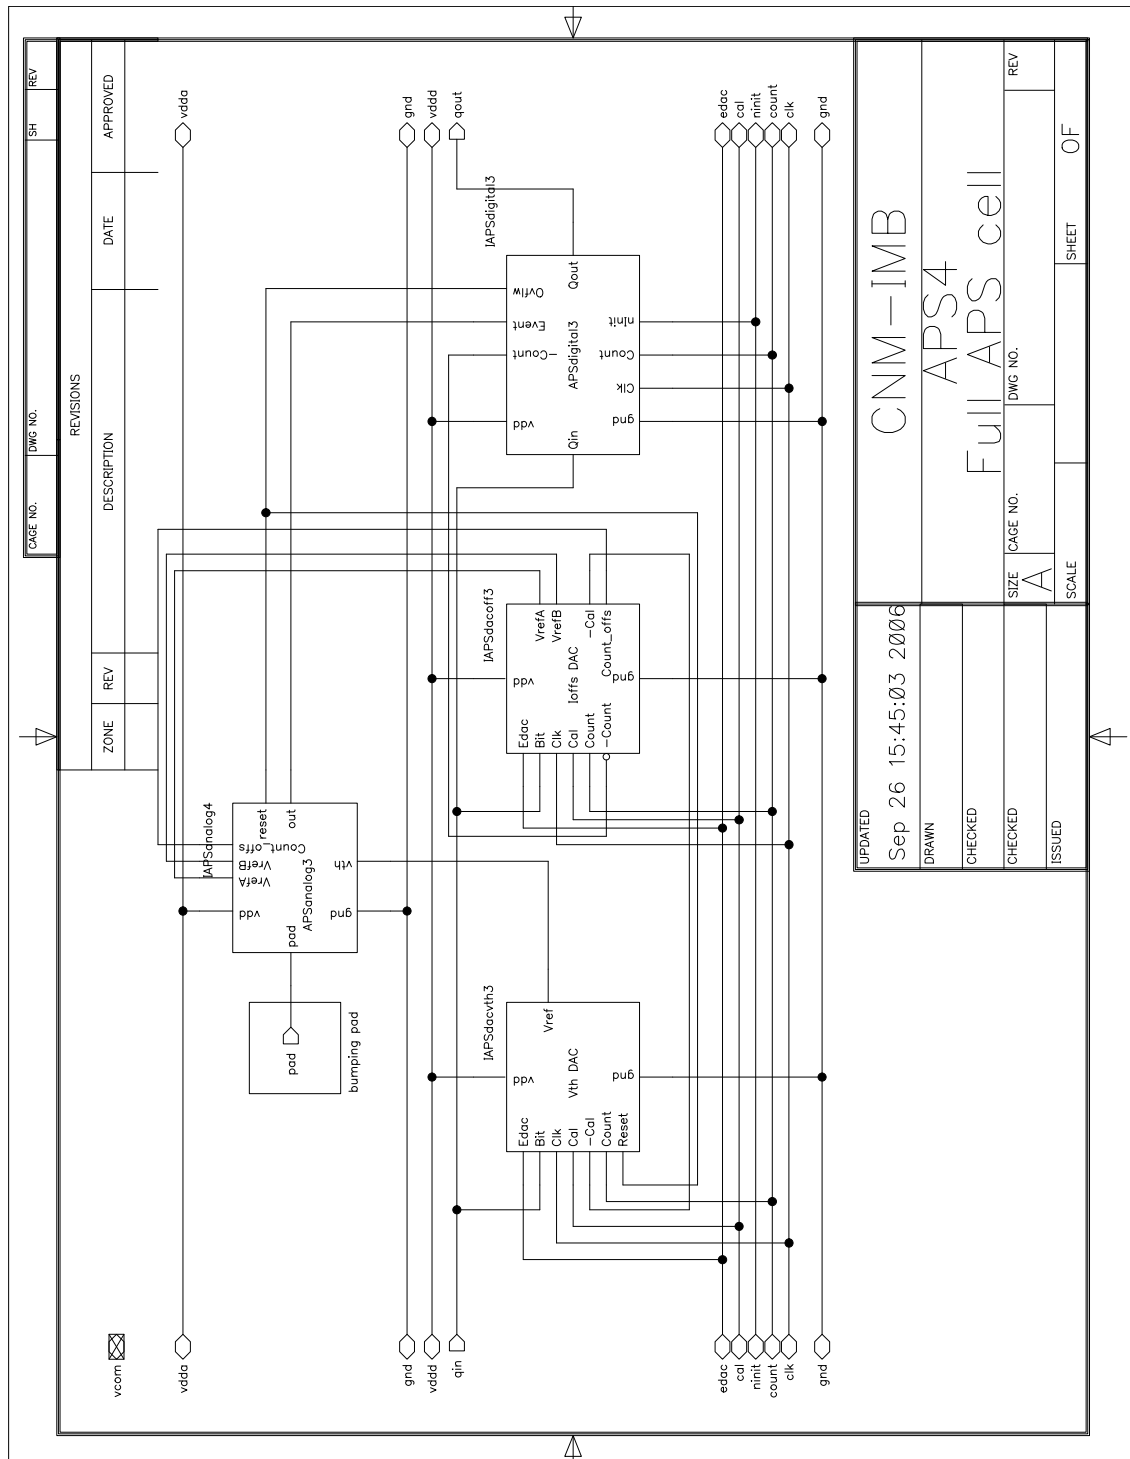 CAGE NO.
DWG NO.
SH
REV
REVISIONS
ZONE
REV
DESCRIPTION
DATE
APPROVED
vcom
vdda
vdda
IAPSanalog4
vdd
VrefA
VrefB
Count_offs
reset
pad
APSanalog3
out
gnd
vth
pad
bumping pad
gnd
gnd
vddd
vddd
qin
qout
IAPSdacvth3
vdd
Vref
Edac
Bit
Clk
Cal
-Cal
Count
Reset
Vth DAC
gnd
IAPSdacoff3
vdd
VrefA
VrefB
Edac
Bit
Clk
Cal
Count
-Count
Ioffs DAC
-Cal
Count_offs
gnd
IAPSdigital3
vdd
-Count
Event
Ovflw
Qin
APSdigital3
Qout
gnd
Clk
Count
nInit
edac
edac
cal
cal
ninit
ninit
count
count
clk
clk
gnd
gnd
UPDATED
Sep 26 15:45:03 2006
DRAWN
CHECKED
CHECKED
ISSUED
CNM-IMB
APS4
Full APS cell
SIZE
A
CAGE NO.
DWG NO.
REV
SCALE
SHEET
OF